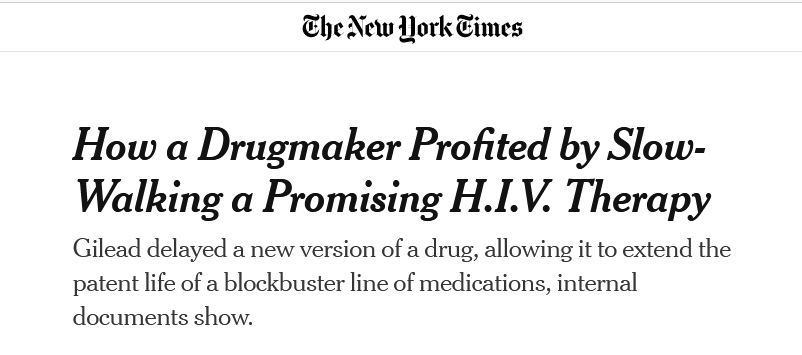 The New York Times
How a Drugmaker Profited by Slow-
Walking a Promising H.I.V. Therapy
Gilead delayed a new version of a drug, allowing it to extend the
patent life of a blockbuster line of medications, internal
documents show.